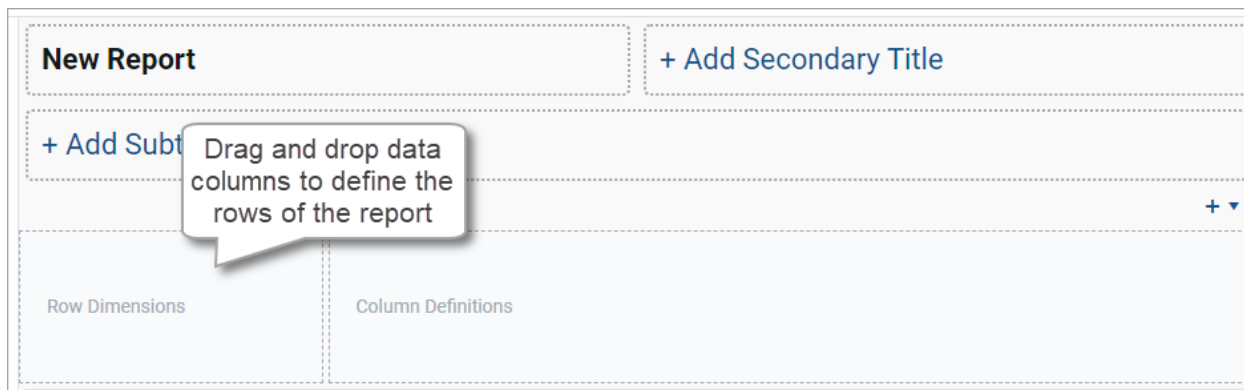 New Report
+ Add Secondary Title
+ Add Subt
Drag and drop data
columns to define the
rows of the report
+
Row Dimensions
Column Definitions